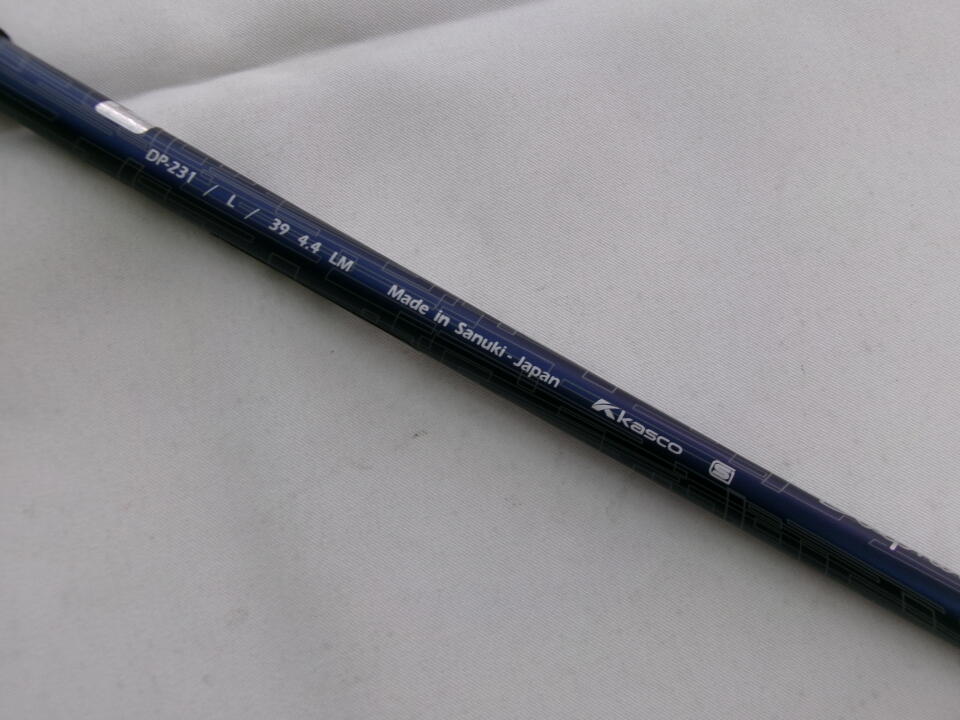 DP-231 / L / 39 4.4 LM Made in Sanuki - Japan Kasco S